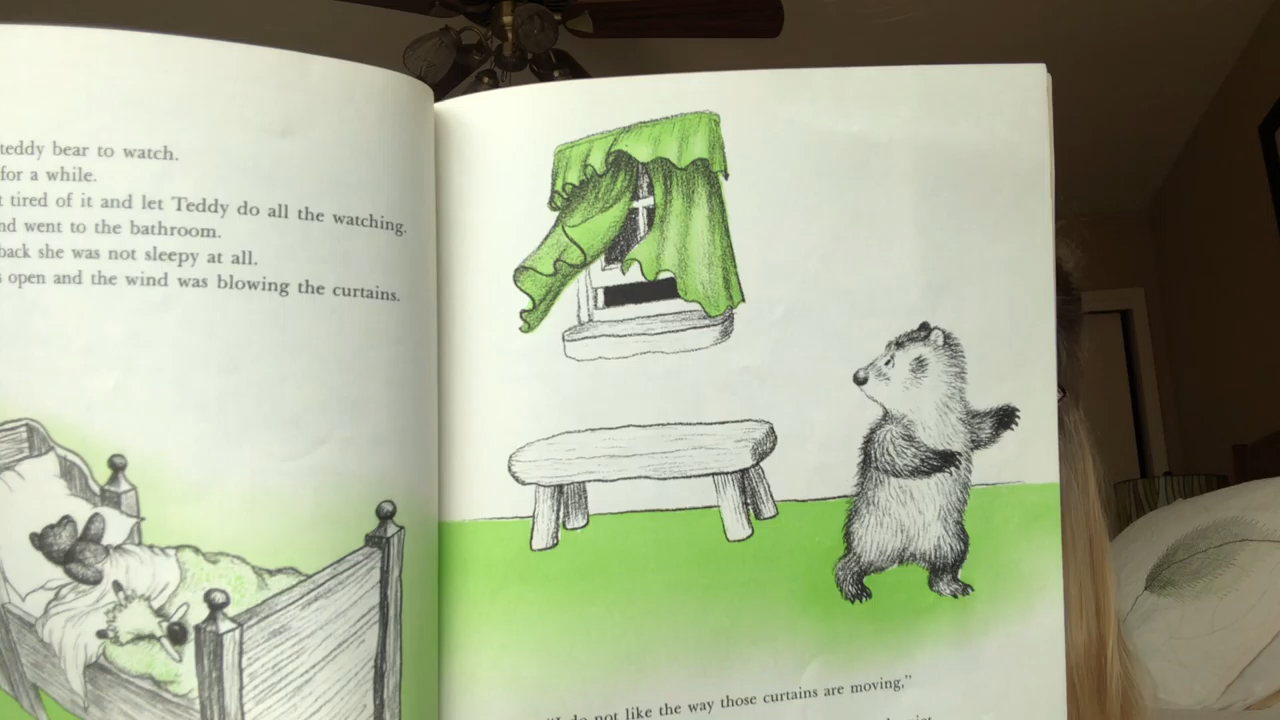 teddy bear to watch.
for a while.
tired of it and let Teddy do all the watching.
went to the bathroom.
back she was not sleepy at all.
open and the wind was blowing the curtains.
"I do not like the way those curtains are moving,"